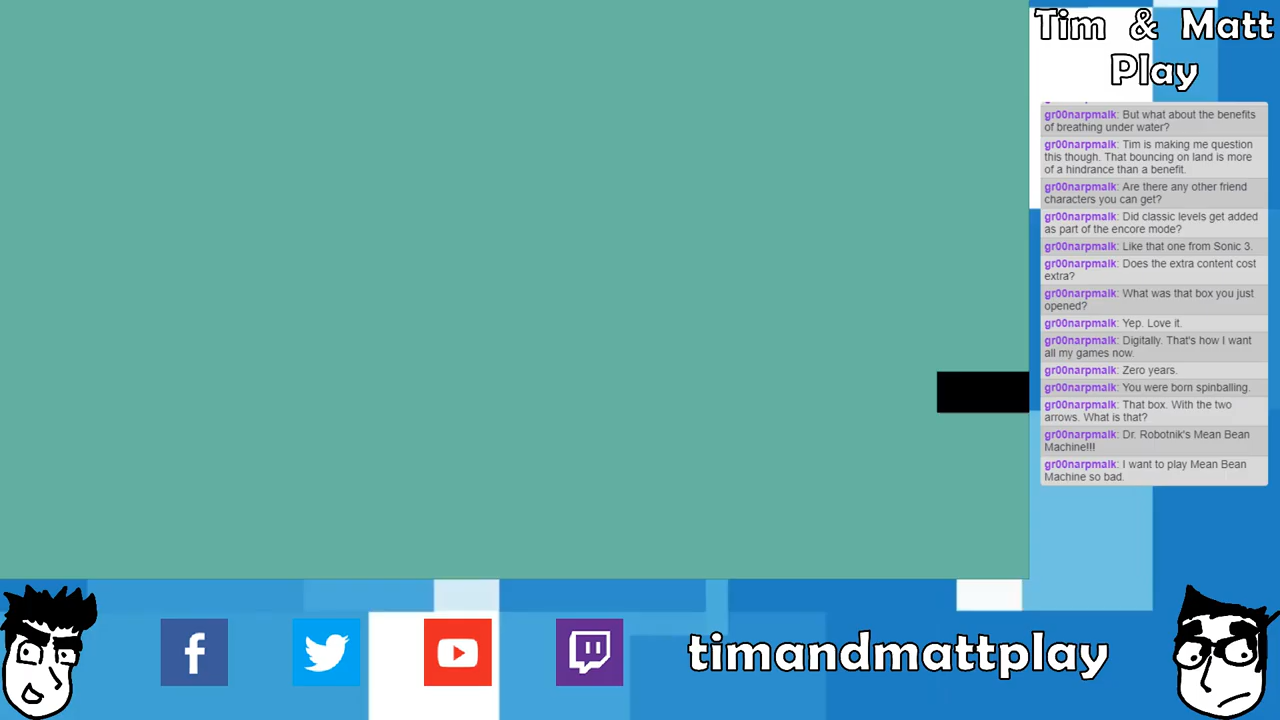 Tim & Matt
Play
gr00narpmalk: But what about the benefits
of breathing under water?
gr00narpmalk: Tim is making me question
this though. That bouncing on land is more
of a hindrance than a benefit.
gr00narpmalk: Are there any other friend
characters you can get?
gr00narpmalk: Did classic levels get added
as part of the encore mode?
gr00narpmalk: Like that one from Sonic 3.
gr00narpmalk: Does the extra content cost
extra?
gr00narpmalk: What was that box you just
opened?
gr00narpmalk: Yep. Love it.
gr00narpmalk: Digitally. That's how I want
all my games now.
gr00narpmalk: Zero years.
gr00narpmalk: You were born spinballing.
gr00narpmalk: That box. With the two
arrows. What is that?
gr00narpmalk: Dr. Robotnik's Mean Bean
Machine!!!
gr00narpmalk: I want to play Mean Bean
Machine so bad.
timandmattplay